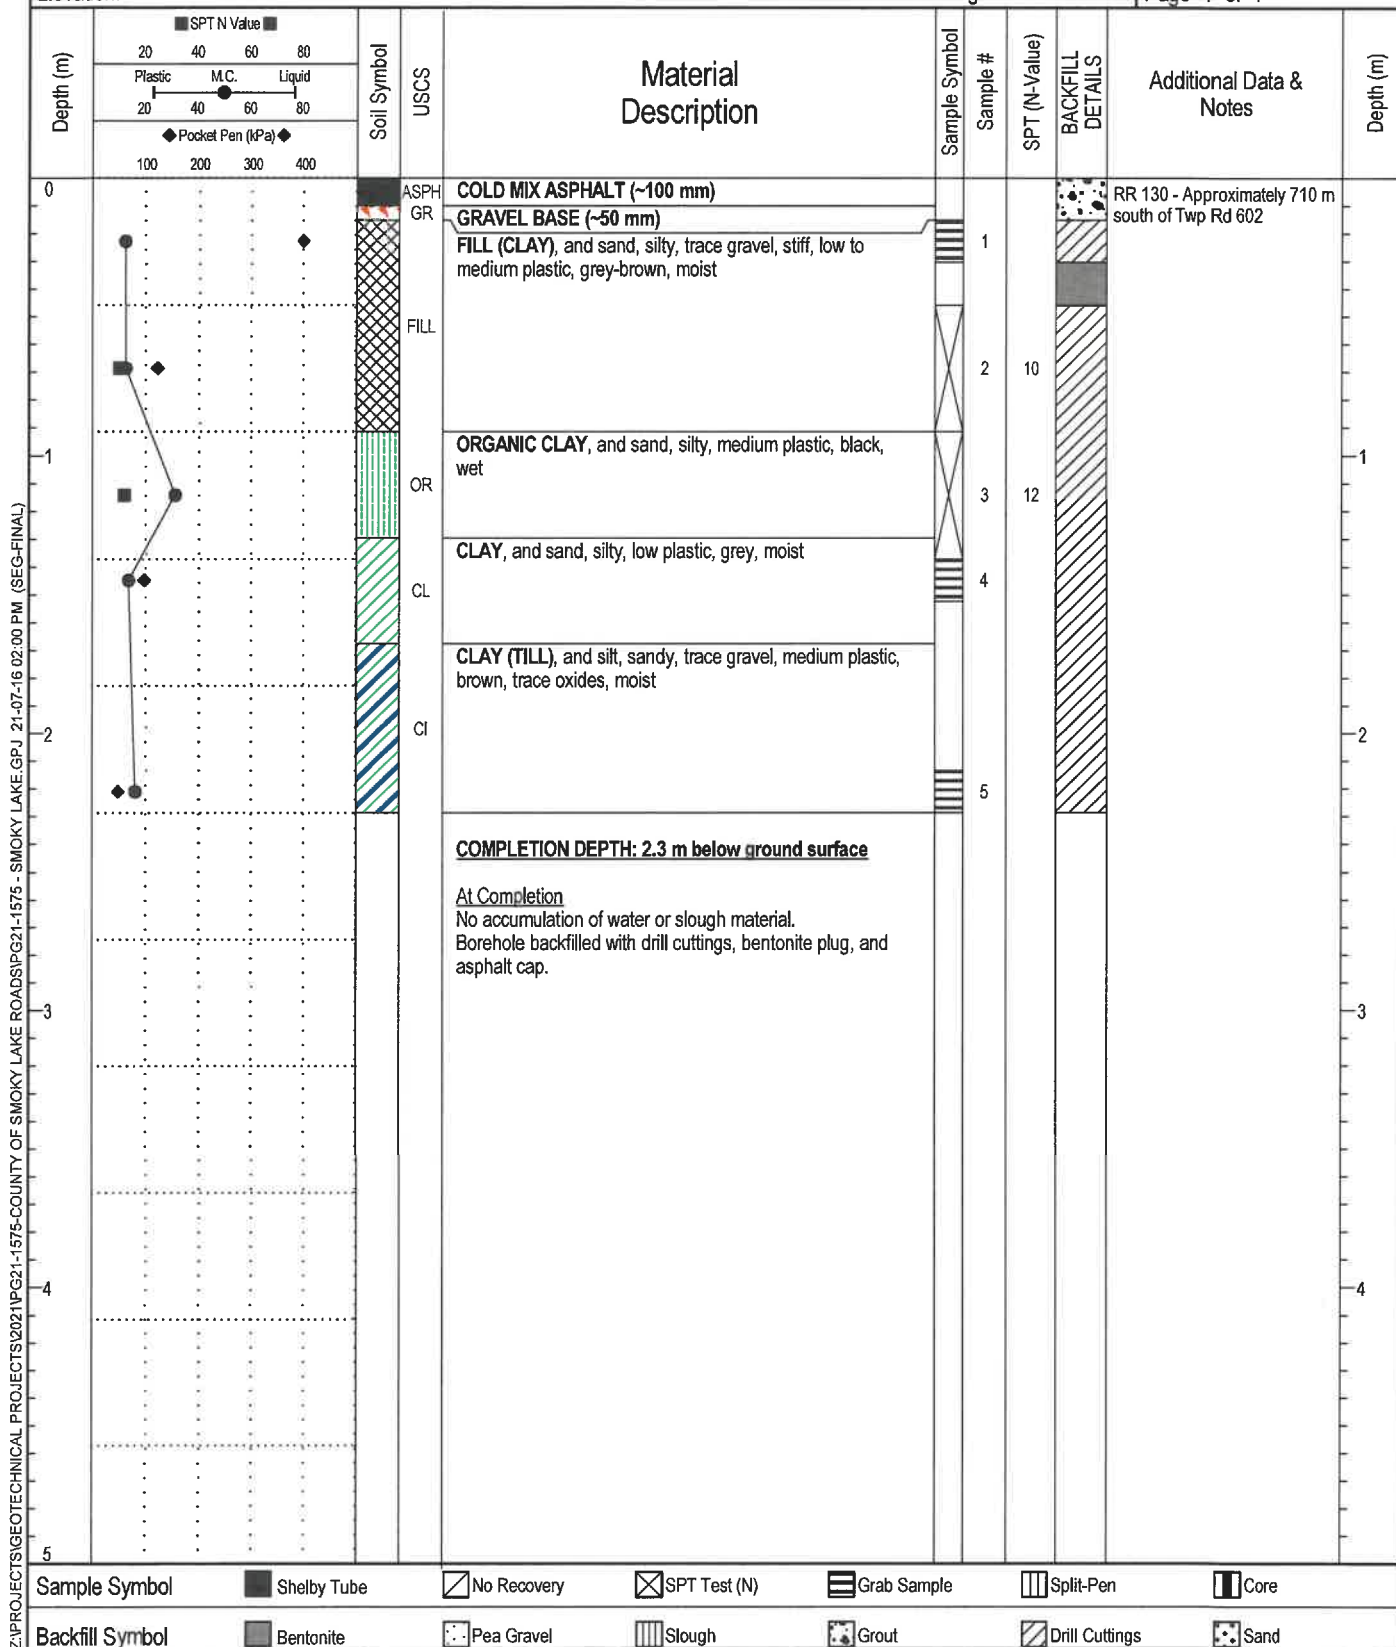 SPT N Value
20 40 60 80
Plastic M.C. Liquid
20 40 60 80
Pocket Pen (kPa)
100 200 300 400
Depth (m)
Soil Symbol
USCS
Material
Description
Sample Symbol
Sample #
SPT (N-Value)
BACKFILL
DETAILS
Additional Data &
Notes
Depth (m)
0
ASPH
COLD MIX ASPHALT (~100 mm)
RR 130 - Approximately 710 m
south of Twp Rd 602
GR
GRAVEL BASE (~50 mm)
FILL (CLAY), and sand, silty, trace gravel, stiff, low to
medium plastic, grey-brown, moist
1
FILL
2 10
ORGANIC CLAY, and sand, silty, medium plastic, black,
wet
1 1
OR
3 12
CLAY, and sand, silty, low plastic, grey, moist
CL
4
CLAY (TILL), and silt, sandy, trace gravel, medium plastic,
brown, trace oxides, moist
CI
2 2
5
COMPLETION DEPTH: 2.3 m below ground surface
At Completion
No accumulation of water or slough material.
Borehole backfilled with drill cuttings, bentonite plug, and
asphalt cap.
3 3
4 4
5
Z:\PROJECTS\GEOTECHNICAL PROJECTS\2021\PG21-1575-COUNTY OF SMOKY LAKE ROADS\PG21-1575 - SMOKY LAKE.GPJ 21-07-16 02:00 PM (SEG-FINAL)
Sample Symbol Shelby Tube No Recovery SPT Test (N) Grab Sample Split-Pen Core
Backfill Symbol Bentonite Pea Gravel Slough Grout Drill Cuttings Sand